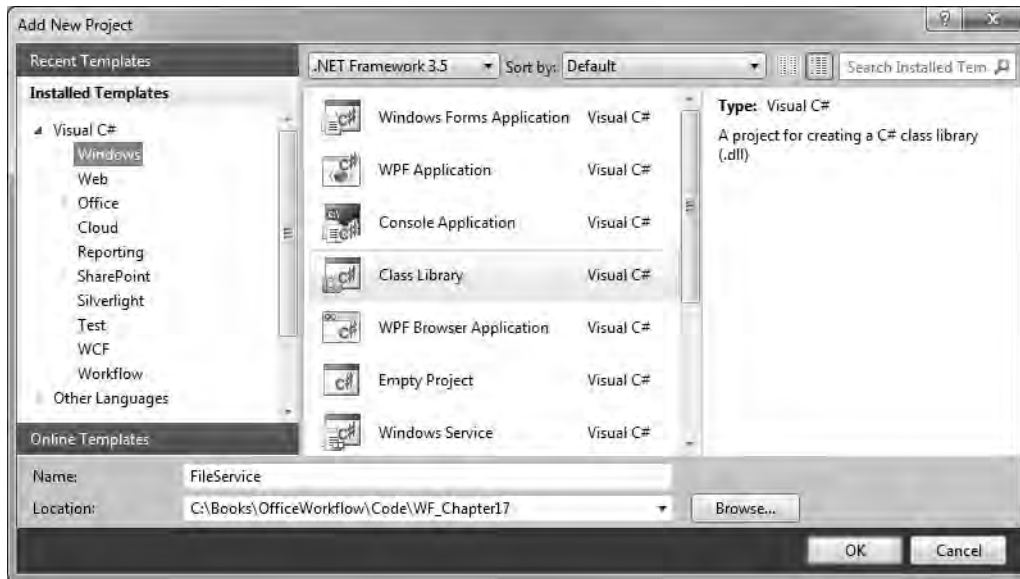 Add New Project
Recent Templates
Installed Templates
Visual C#
Windows
Web
Office
Cloud
Reporting
SharePoint
Silverlight
Test
WCF
Workflow
Other Languages
Online Templates
.NET Framework 3.5 Sort by: Default Search Installed Tem
Windows Forms Application Visual C#
WPF Application Visual C#
Console Application Visual C#
Class Library Visual C#
WPF Browser Application Visual C#
Empty Project Visual C#
Windows Service Visual C#
Type: Visual C#
A project for creating a C# class library
(.dll)
Name: FileService
Location: C:\Books\OfficeWorkflow\Code\WF_Chapter17 Browse...
OK Cancel